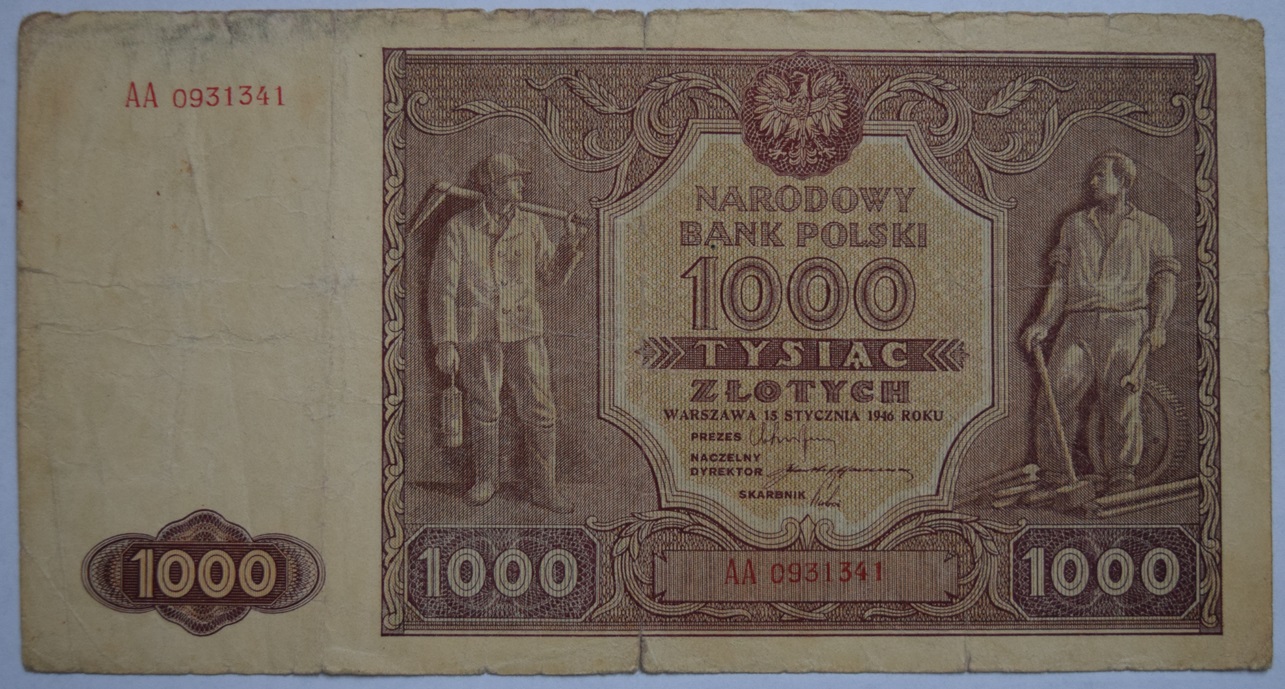 AA 0931341
NARODOWY
BANK POLSKI
1000
TYSIĄC
ZŁOTYCH
WARSZAWA 15 STYCZNIA 1946 ROKU
PREZES
NACZELNY
DYREKTOR
SKARBNIK
1000
1000
AA 0931341
1000